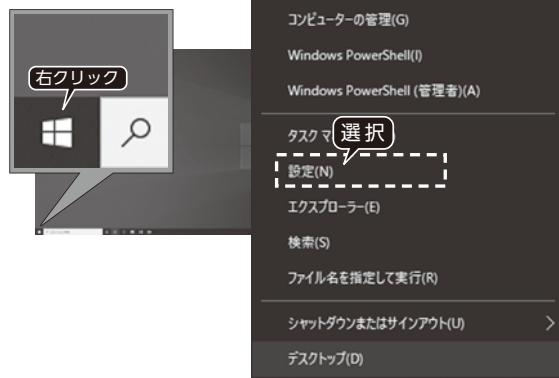 右クリック
コンピューターの管理(G)
Windows PowerShell(I)
Windows PowerShell (管理者)(A)
タスク マ
選択
設定(N)
エクスプローラー(E)
検索(S)
ファイル名を指定して実行(R)
シャットダウンまたはサインアウト(U)
デスクトップ(D)